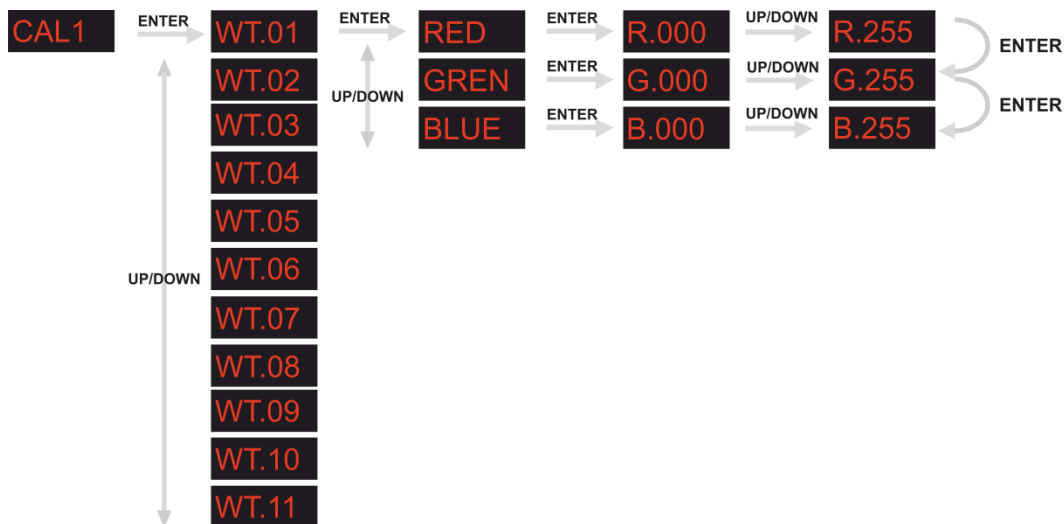 CAL1 ENTER WT.01 ENTER RED ENTER R.000 UP/DOWN R.255
ENTER
WT.02 UP/DOWN GREN ENTER G.000 UP/DOWN G.255
ENTER
WT.03 BLUE ENTER B.000 UP/DOWN B.255
WT.04
WT.05
UP/DOWN WT.06
WT.07
WT.08
WT.09
WT.10
WT.11